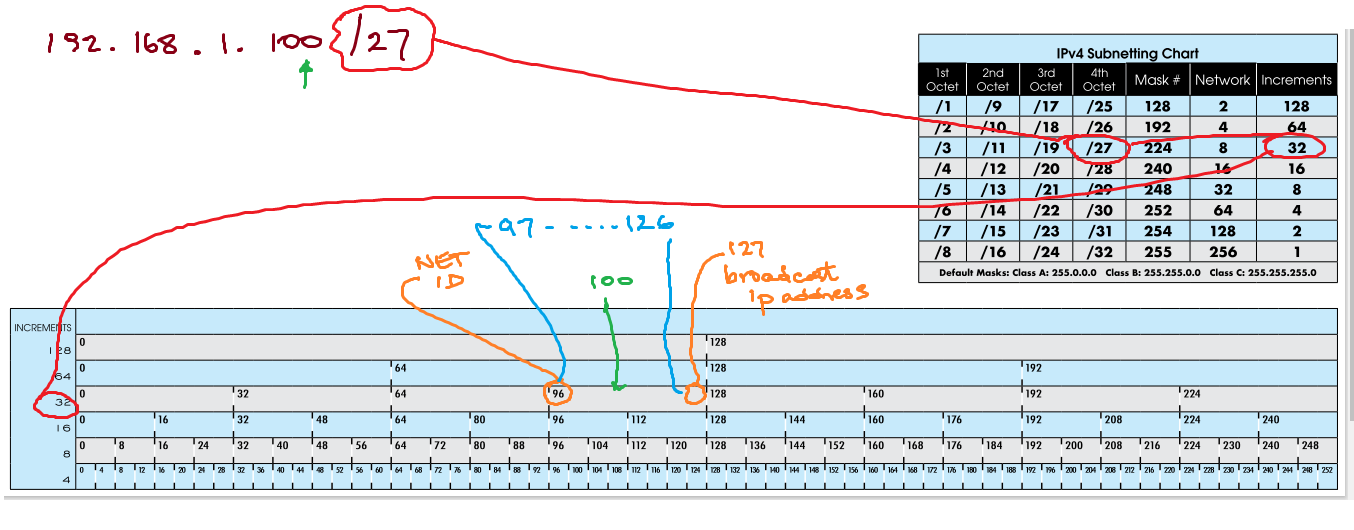 192.168.1.100 /27
IPv4 Subnetting Chart
1st Octet 2nd Octet 3rd Octet 4th Octet Mask # Network Increments
/1 /9 /17 /25 128 2 128
/2 /10 /18 /26 192 4 64
/3 /11 /19 /27 224 8 32
/4 /12 /20 /28 240 16 16
/5 /13 /21 /29 248 32 8
/6 /14 /22 /30 252 64 4
/7 /15 /23 /31 254 128 2
/8 /16 /24 /32 255 256 1
Default Masks: Class A: 255.0.0.0 Class B: 255.255.0.0 Class C: 255.255.255.0
97 ...... 126
NET
ID
100
127
broadcast
ip address
INCREMENTS
128 0 128
64 0 64 128 192
32 0 32 64 96 128 160 192 224
16 0 16 32 48 64 80 96 112 128 144 160 176 192 208 224 240
8 0 8 16 24 32 40 48 56 64 72 80 88 96 104 112 120 128 136 144 152 160 168 176 184 192 200 208 216 224 230 240 248
4 0 4 8 12 16 20 24 28 32 36 40 44 48 52 56 60 64 68 72 76 80 84 88 92 96 100 104 108 112 116 120 124 128 132 136 140 144 148 152 156 160 164 168 172 176 180 184 188 192 196 200 204 208 212 216 220 224 228 232 236 240 244 248 252